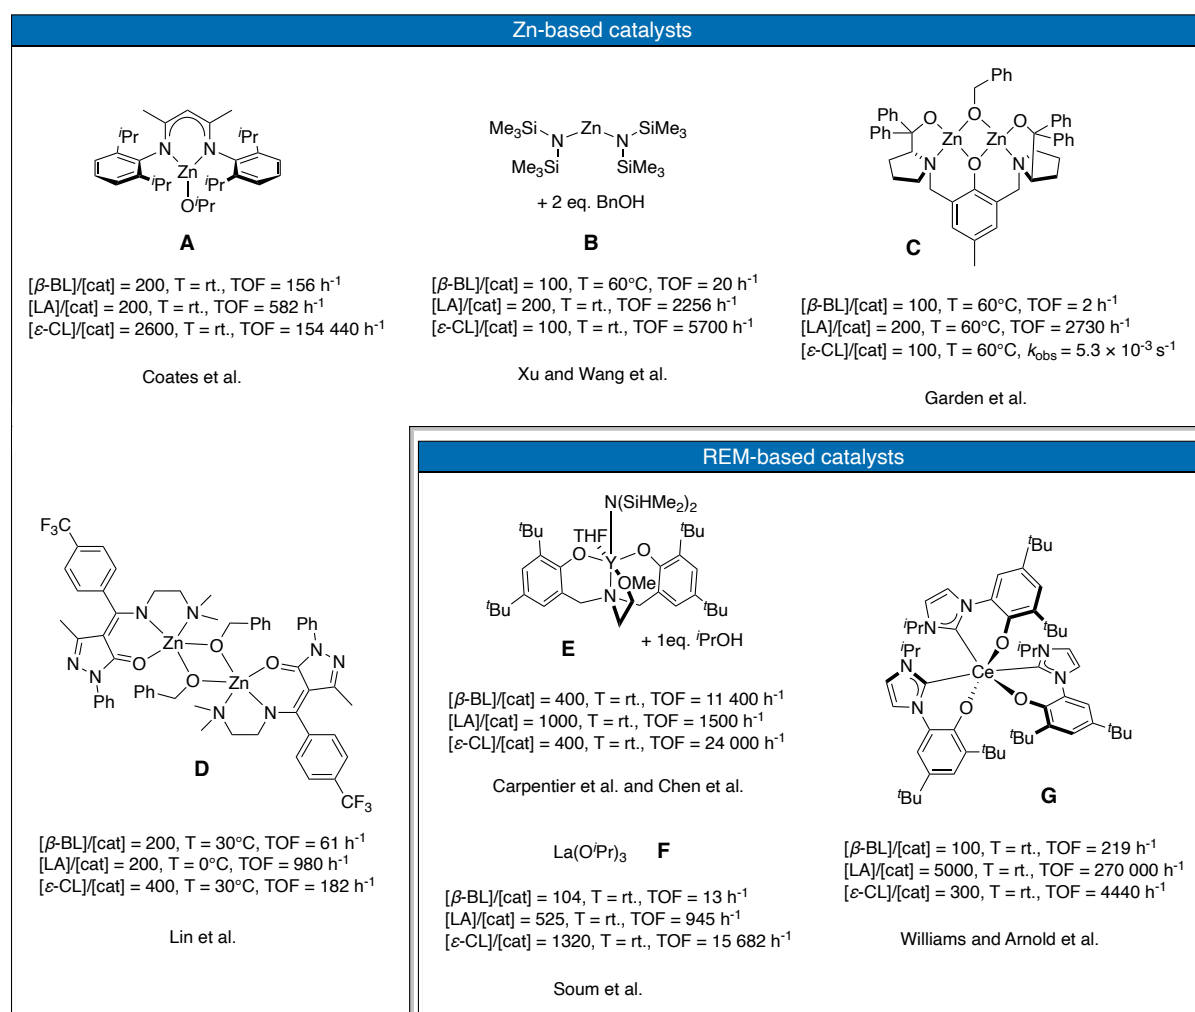 Zn-based catalysts
ⁱPr
ⁱPr
N
N
Zn
ⁱPr
ⁱPr
OⁱPr
A
[β-BL]/[cat] = 200, T = rt., TOF = 156 h⁻¹
[LA]/[cat] = 200, T = rt., TOF = 582 h⁻¹
[ε-CL]/[cat] = 2600, T = rt., TOF = 154 440 h⁻¹
Coates et al.
Me₃Si
Zn
SiMe₃
N
N
Me₃Si
SiMe₃
+ 2 eq. BnOH
B
[β-BL]/[cat] = 100, T = 60°C, TOF = 20 h⁻¹
[LA]/[cat] = 200, T = rt., TOF = 2256 h⁻¹
[ε-CL]/[cat] = 100, T = rt., TOF = 5700 h⁻¹
Xu and Wang et al.
Ph
Ph
O
O
O
Ph
Ph
Zn
Zn
Ph
N
O
N
C
[β-BL]/[cat] = 100, T = 60°C, TOF = 2 h⁻¹
[LA]/[cat] = 200, T = 60°C, TOF = 2730 h⁻¹
[ε-CL]/[cat] = 100, T = 60°C, kobs = 5.3 × 10⁻³ s⁻¹
Garden et al.
F₃C
N
N
O
Ph
Ph
Zn
N
N
O
O
Zn
O
N
N
Ph
O
Ph
N
N
CF₃
D
[β-BL]/[cat] = 200, T = 30°C, TOF = 61 h⁻¹
[LA]/[cat] = 200, T = 0°C, TOF = 980 h⁻¹
[ε-CL]/[cat] = 400, T = 30°C, TOF = 182 h⁻¹
Lin et al.
REM-based catalysts
N(SiHMe₂)₂
ᵗBu
THF
ᵗBu
O
Y
O
OMe
ᵗBu
N
ᵗBu
+ 1eq. ⁱPrOH
E
[β-BL]/[cat] = 400, T = rt., TOF = 11 400 h⁻¹
[LA]/[cat] = 1000, T = rt., TOF = 1500 h⁻¹
[ε-CL]/[cat] = 400, T = rt., TOF = 24 000 h⁻¹
Carpentier et al. and Chen et al.
La(OⁱPr)₃
F
[β-BL]/[cat] = 104, T = rt., TOF = 13 h⁻¹
[LA]/[cat] = 525, T = rt., TOF = 945 h⁻¹
[ε-CL]/[cat] = 1320, T = rt., TOF = 15 682 h⁻¹
Soum et al.
ᵗBu
N
ⁱPr
N
O
ᵗBu
ⁱPr
N
ⁱPr
N
Ce
N
O
O
N
ᵗBu
ᵗBu
ᵗBu
ᵗBu
G
[β-BL]/[cat] = 100, T = rt., TOF = 219 h⁻¹
[LA]/[cat] = 5000, T = rt., TOF = 270 000 h⁻¹
[ε-CL]/[cat] = 300, T = rt., TOF = 4440 h⁻¹
Williams and Arnold et al.